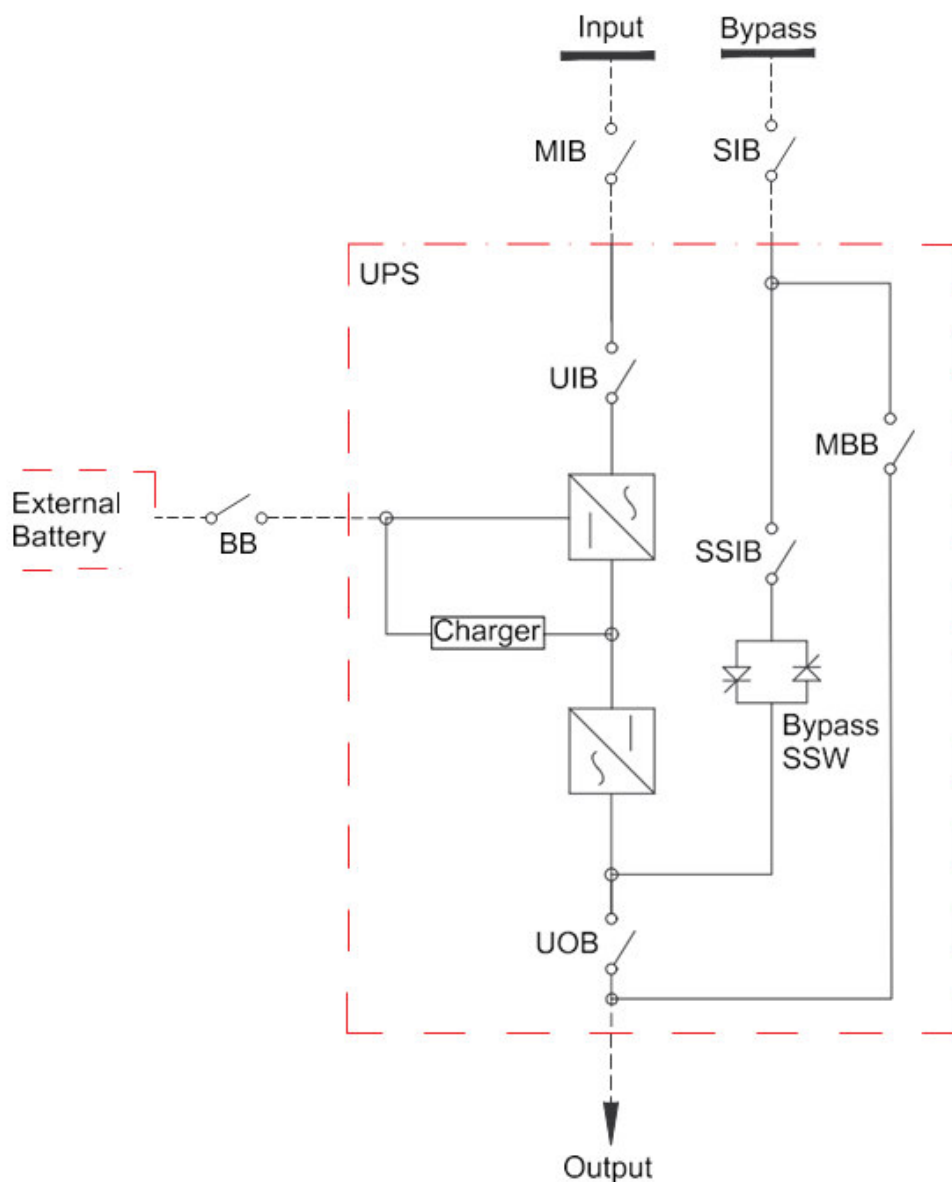 Input
Bypass
MIB
SIB
UPS
UIB
MBB
External
Battery
BB
SSIB
Charger
Bypass
SSW
UOB
Output